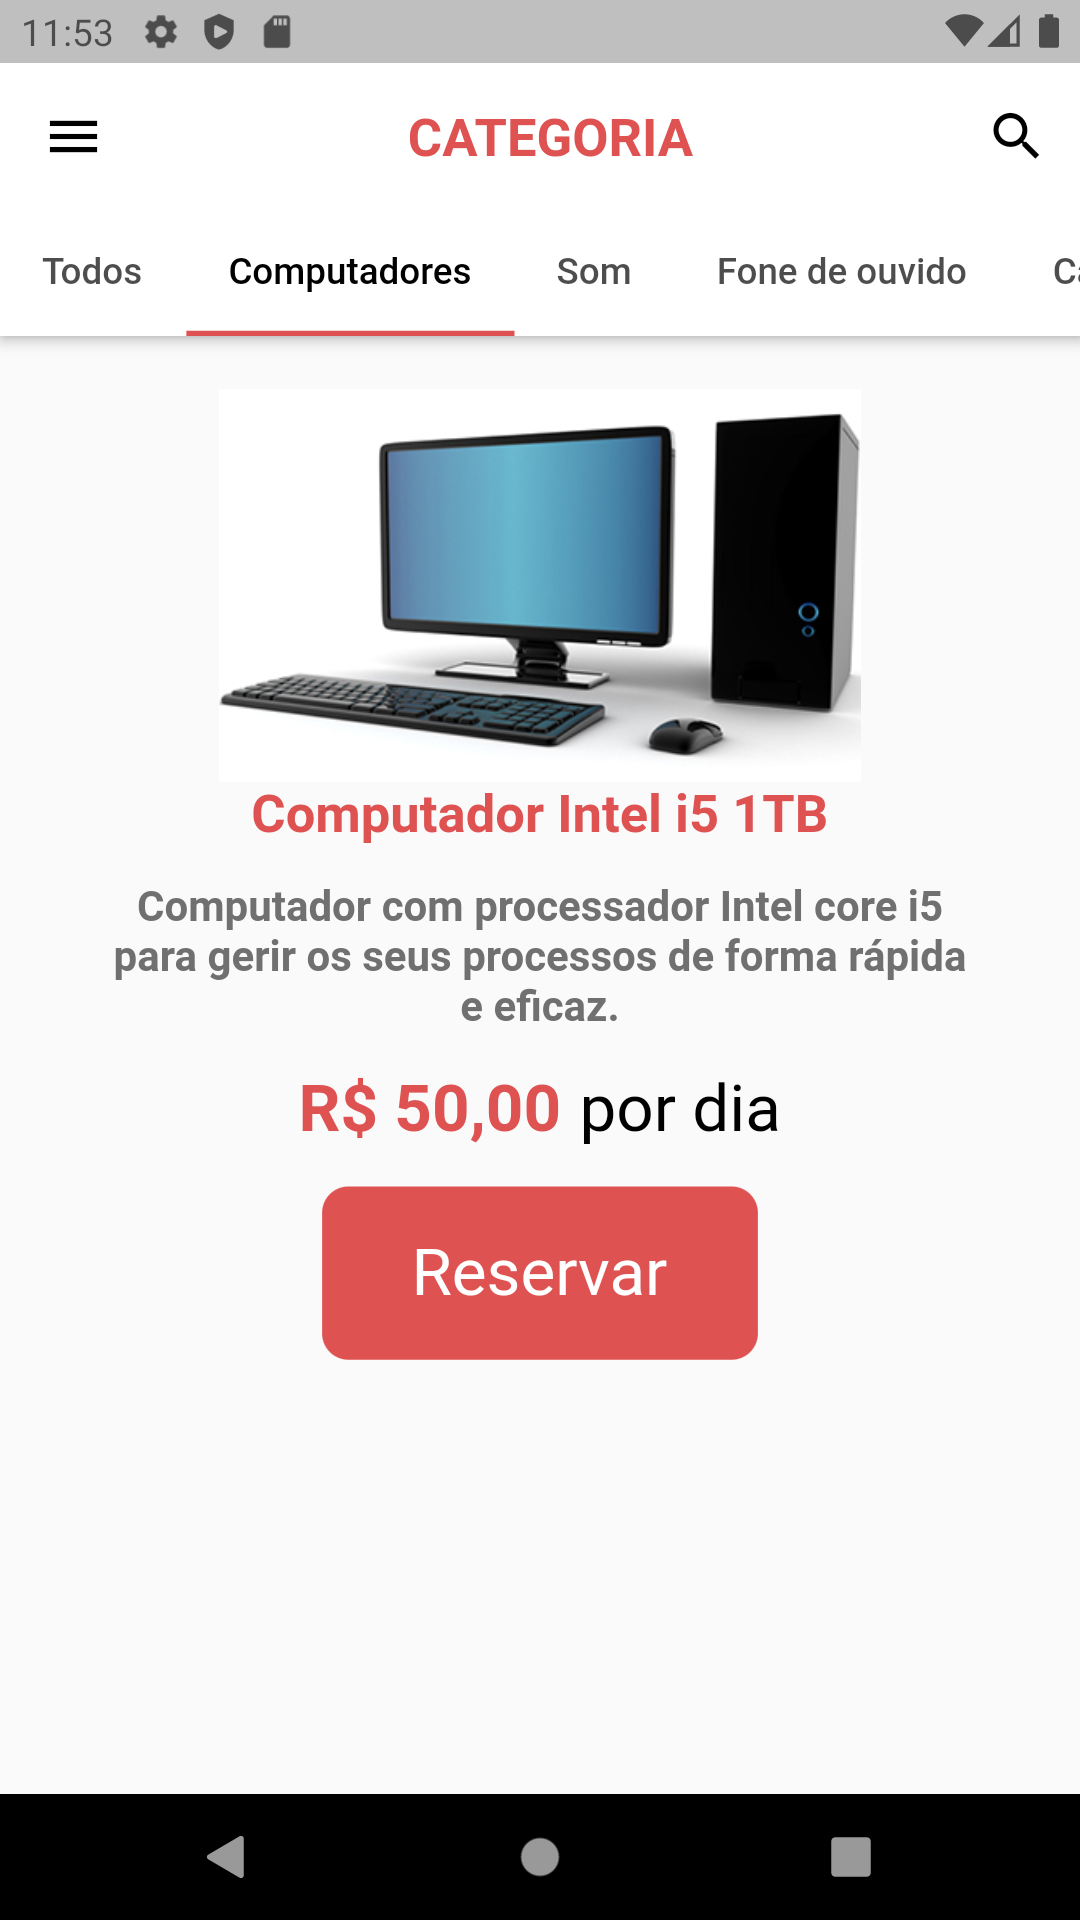 11:53
CATEGORIA
Todos Computadores Som Fone de ouvido
Computador Intel i5 1TB
Computador com processador Intel core i5
para gerir os seus processos de forma rápida
e eficaz.
R$ 50,00 por dia
Reservar